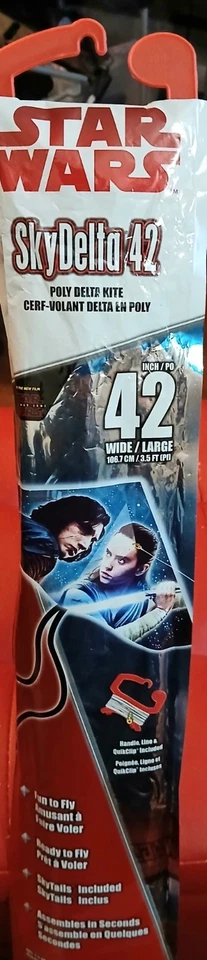 STAR
WARS
SkyDelta 42
POLY DELTA KITE
CERF-VOLANT DELTA EN POLY
INCH / PO
42
WIDE / LARGE
106.7 CM / 3.5 FT (PI)
Handle, Line &
QuikClip Included
Poignée, Ligne et
QuikClip Incluses
Fun to Fly
Amusant à
Faire Voler
Ready to Fly
Prêt à Voler
SkyTails Included
SkyTails Inclus
Assembles in Seconds
S'assemble en Quelques
Secondes